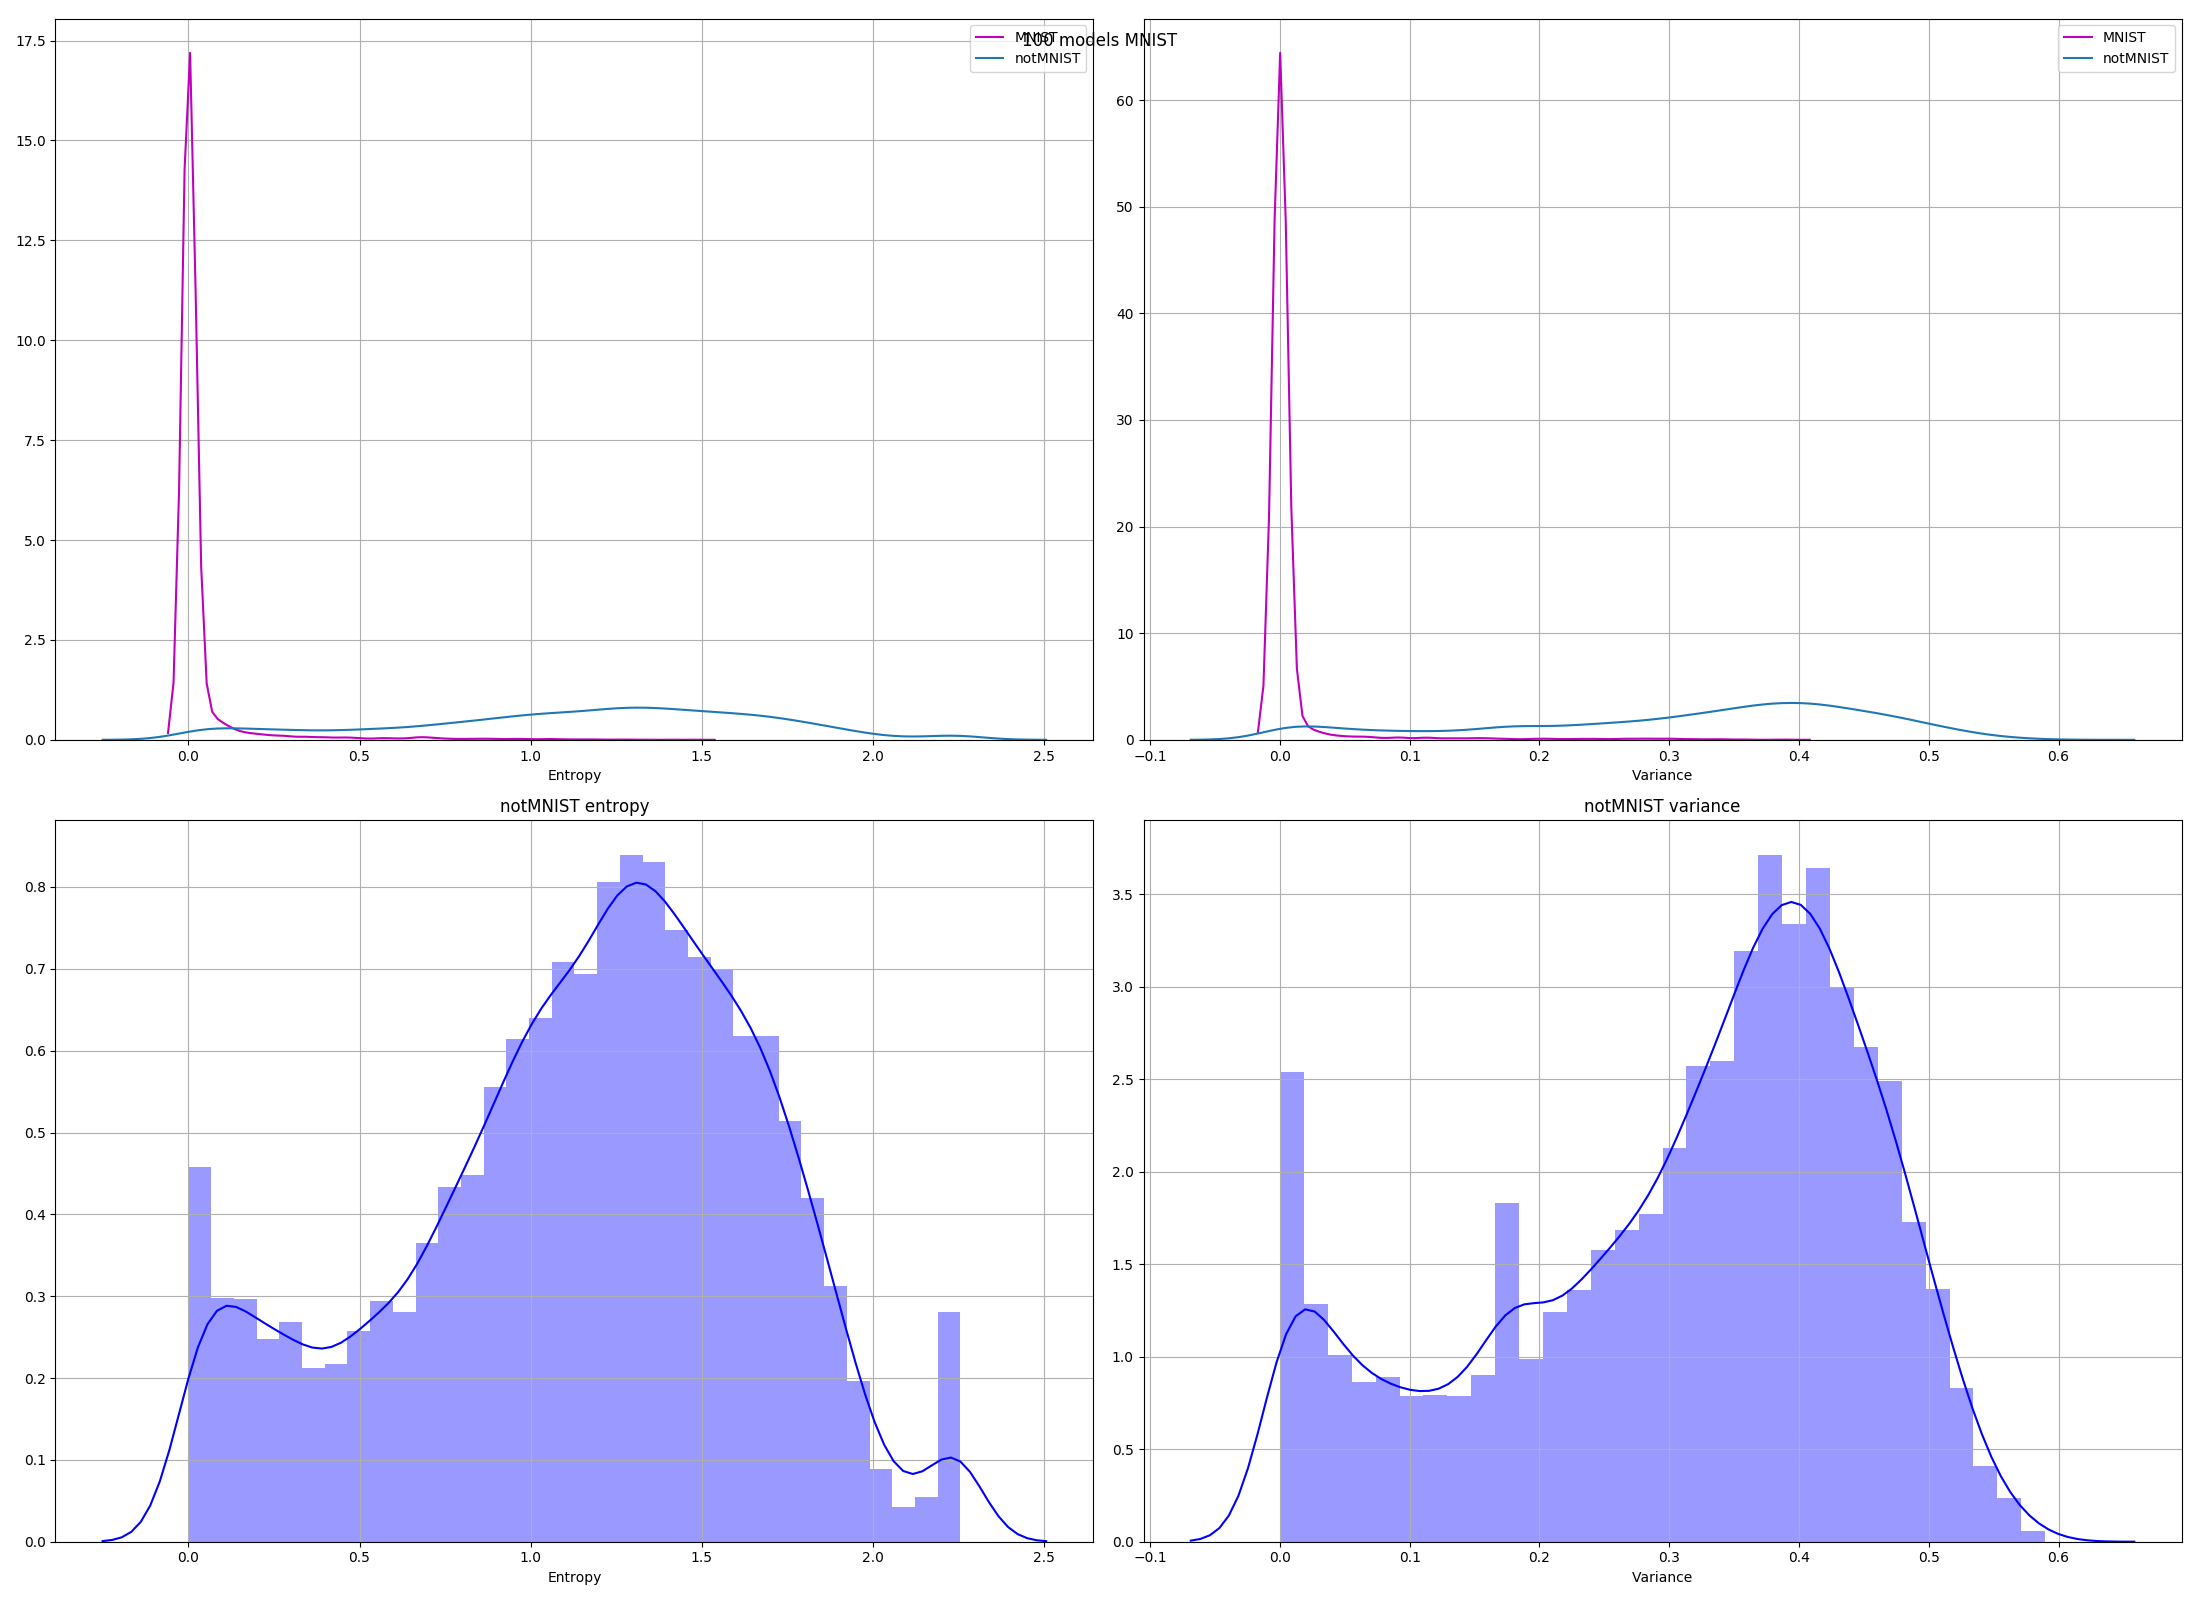 100 models MNIST
17.5
15.0
12.5
10.0
7.5
5.0
2.5
0.0
MNIST
notMNIST
0.0 0.5 1.0 1.5 2.0 2.5
Entropy
60
50
40
30
20
10
0
MNIST
notMNIST
−0.1 0.0 0.1 0.2 0.3 0.4 0.5 0.6
Variance
notMNIST entropy
0.8
0.7
0.6
0.5
0.4
0.3
0.2
0.1
0.0
0.0 0.5 1.0 1.5 2.0 2.5
Entropy
notMNIST variance
3.5
3.0
2.5
2.0
1.5
1.0
0.5
0.0
−0.1 0.0 0.1 0.2 0.3 0.4 0.5 0.6
Variance